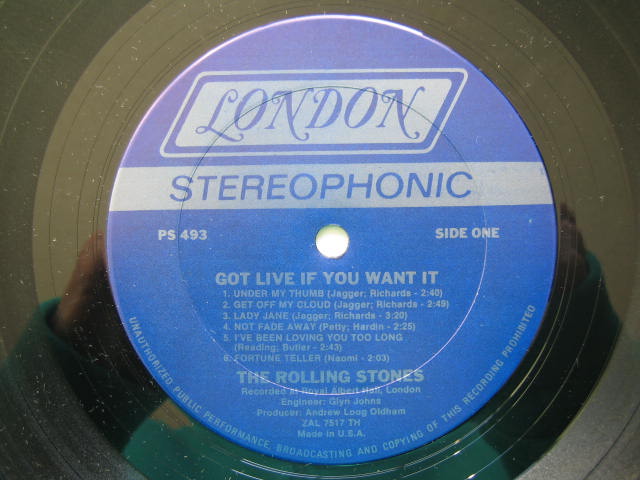 LONDON
STEREOPHONIC
PS 493
SIDE ONE
GOT LIVE IF YOU WANT IT
1. UNDER MY THUMB (Jagger; Richards - 2:40)
2. GET OFF MY CLOUD (Jagger; Richards - 2:49)
3. LADY JANE (Jagger; Richards - 3:20)
4. NOT FADE AWAY (Petty; Hardin - 2:25)
5. I'VE BEEN LOVING YOU TOO LONG
(Reading; Butler - 2:43)
6. FORTUNE TELLER (Naomi - 2:03)
THE ROLLING STONES
Recorded at Royal Albert Hall, London
Engineer: Glyn Johns
Producer: Andrew Loog Oldham
ZAL 7517 TH
Made in U.S.A.
UNAUTHORIZED PUBLIC PERFORMANCE, BROADCASTING AND COPYING OF THIS RECORDING PROHIBITED